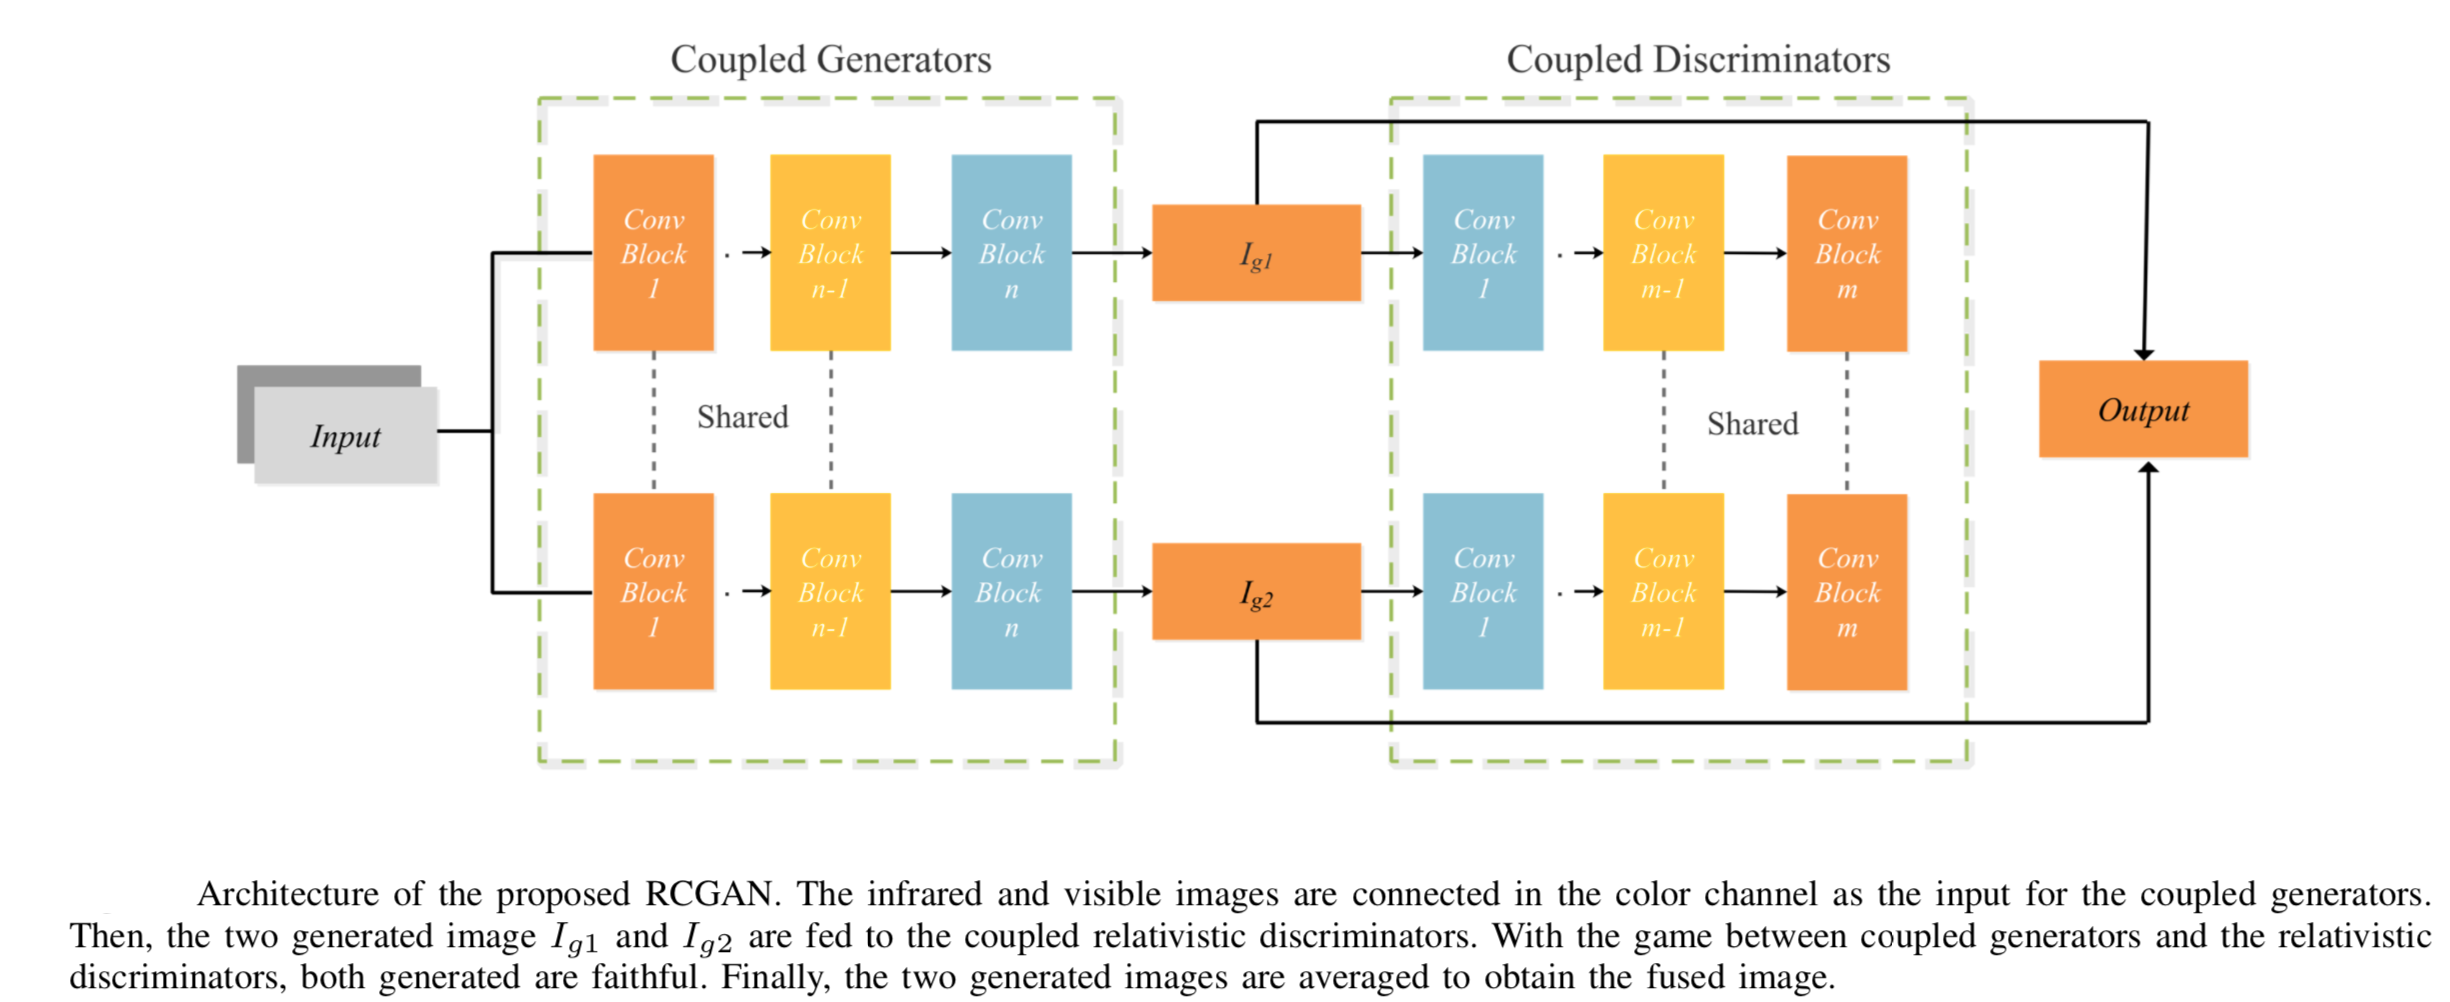 Coupled Generators
Coupled Discriminators
Conv
Block
1
Conv
Block
n-1
Conv
Block
n
I_{g1}
Conv
Block
1
Conv
Block
m-1
Conv
Block
m
Input
Shared
Shared
Output
Conv
Block
1
Conv
Block
n-1
Conv
Block
n
I_{g2}
Conv
Block
1
Conv
Block
m-1
Conv
Block
m
Architecture of the proposed RCGAN. The infrared and visible images are connected in the color channel as the input for the coupled generators.
Then, the two generated image I_{g1} and I_{g2} are fed to the coupled relativistic discriminators. With the game between coupled generators and the relativistic
discriminators, both generated are faithful. Finally, the two generated images are averaged to obtain the fused image.